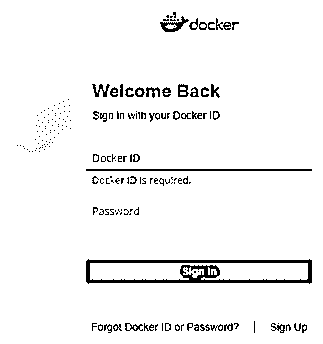 docker
Welcome Back
Sign in with your Docker ID
Docker ID
Docker ID is required.
Password
Sign In
Forgot Docker ID or Password? | Sign Up